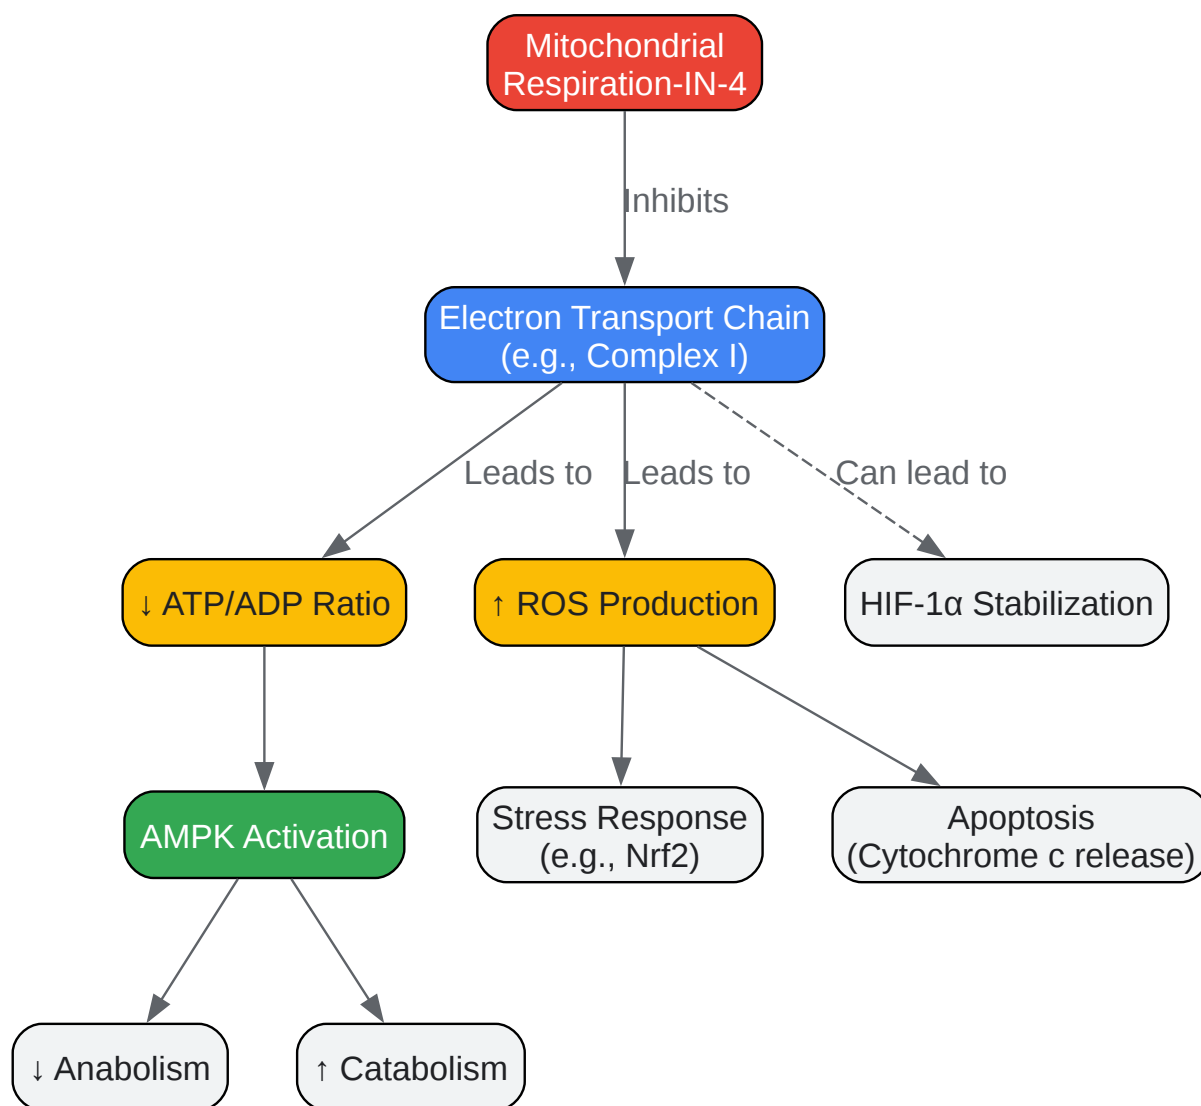 Mitochondrial
Respiration-IN-4
Inhibits
Electron Transport Chain
(e.g., Complex I)
Leads to
Leads to
Can lead to
↓ ATP/ADP Ratio
↑ ROS Production
HIF-1α Stabilization
AMPK Activation
Stress Response
(e.g., Nrf2)
Apoptosis
(Cytochrome c release)
↓ Anabolism
↑ Catabolism